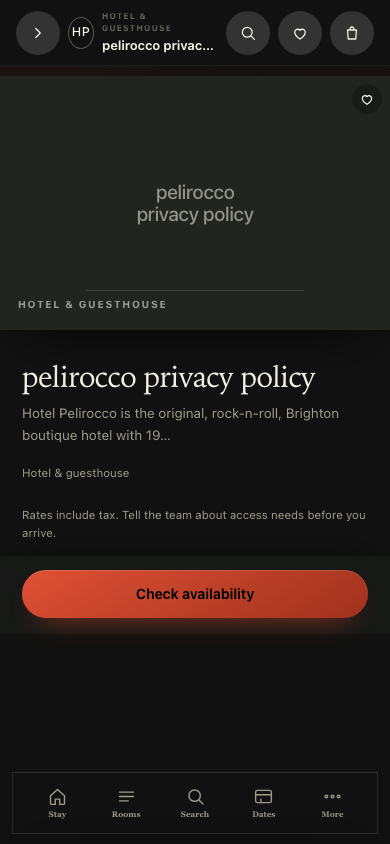 HP
HOTEL &
GUESTHOUSE
pelirocco privac...
pelirocco
privacy policy
HOTEL & GUESTHOUSE
pelirocco privacy policy
Hotel Pelirocco is the original, rock-n-roll, Brighton
boutique hotel with 19...
Hotel & guesthouse
Rates include tax. Tell the team about access needs before you
arrive.
Check availability
Stay
Rooms
Search
Dates
More